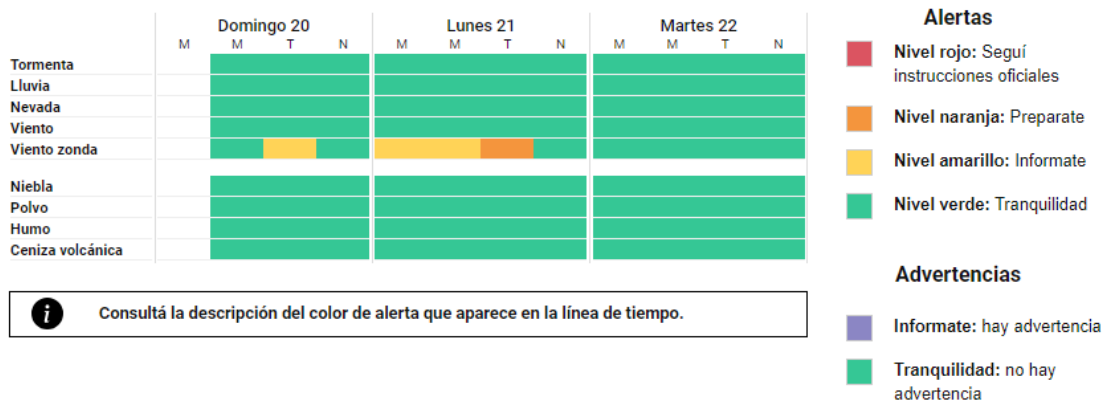 Domingo 20 Lunes 21 Martes 22
M M T N M M T N M M T N
Tormenta
Lluvia
Nevada
Viento
Viento zonda
Niebla
Polvo
Humo
Ceniza volcánica
i Consultá la descripción del color de alerta que aparece en la línea de tiempo.
Alertas
Nivel rojo: Seguí
instrucciones oficiales
Nivel naranja: Preparate
Nivel amarillo: Informate
Nivel verde: Tranquilidad
Advertencias
Informate: hay advertencia
Tranquilidad: no hay
advertencia